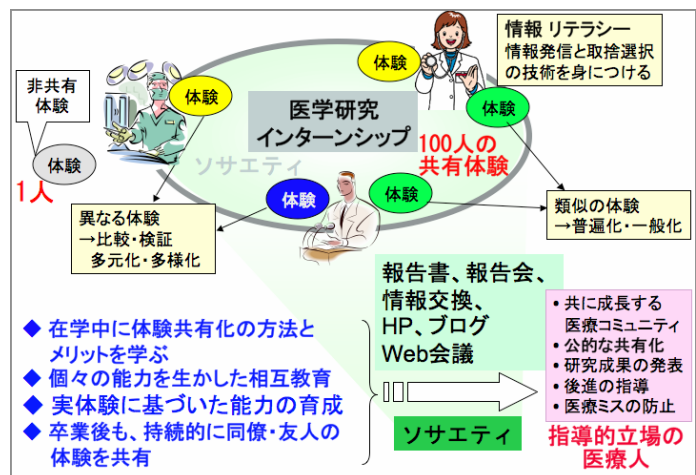 情報 リテラシー
情報発信と取捨選択
の技術を身につける
非共有
体験
体験
1人
体験
体験
体験
医学研究
インターンシップ
100人の
共有体験
ソサエティ
体験
体験
異なる体験
→比較・検証
多元化・多様化
類似の体験
→普遍化・一般化
報告書、報告会、
情報交換、
HP、ブログ
Web会議
◆ 在学中に体験共有化の方法と
メリットを学ぶ
◆ 個々の能力を生かした相互教育
◆ 実体験に基づいた能力の育成
◆ 卒業後も、持続的に同僚・友人の
体験を共有
ソサエティ
• 共に成長する
医療コミュニティ
• 公的な共有化
• 研究成果の発表
• 後進の指導
• 医療ミスの防止
指導的立場の
医療人